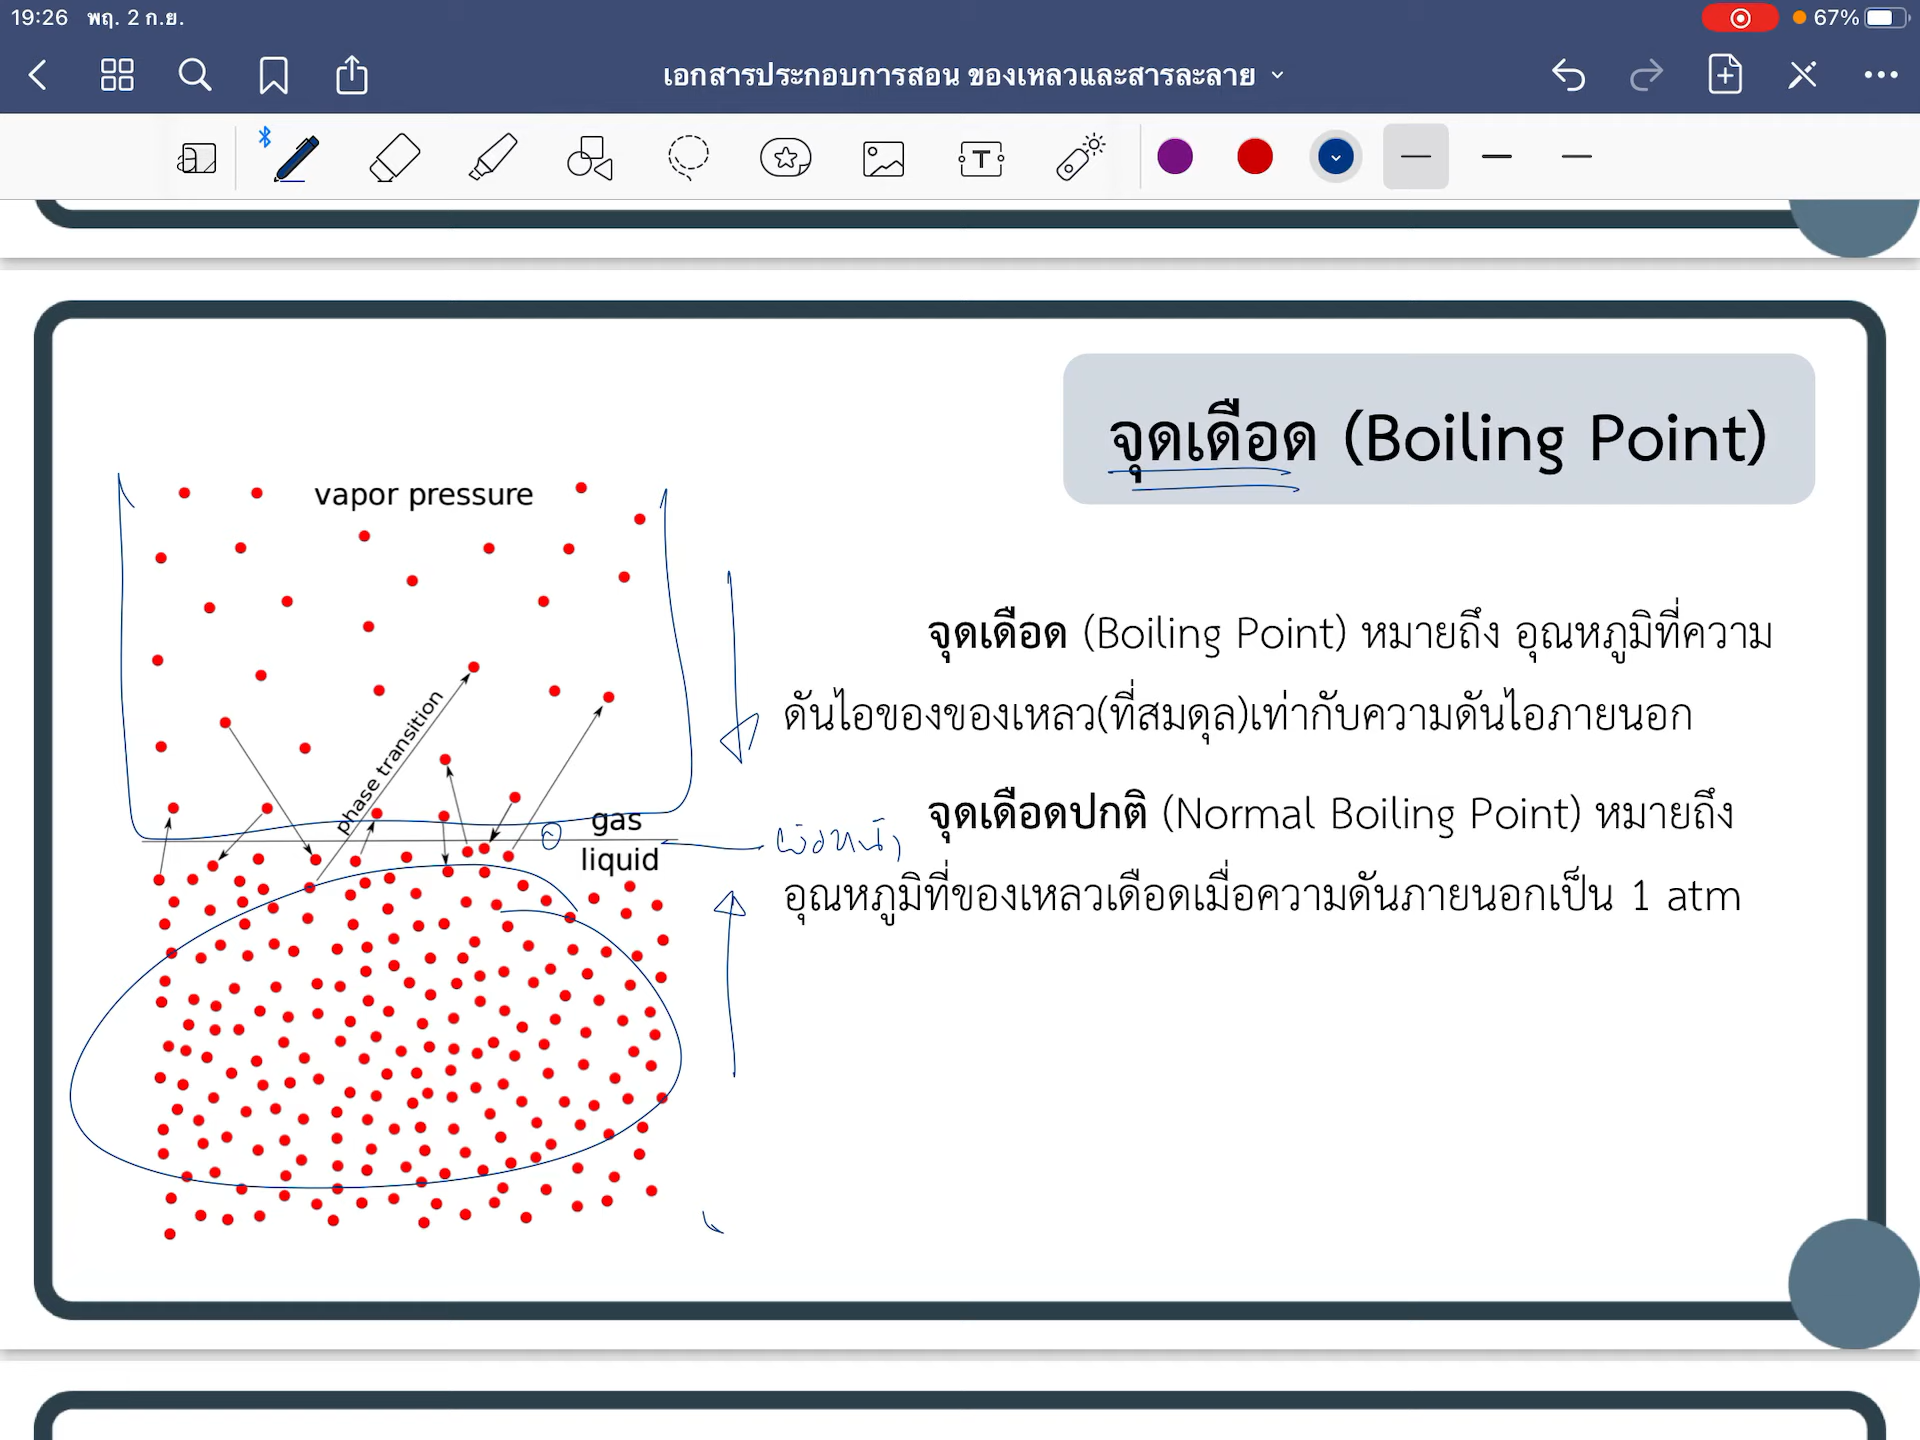 19:26 พฤ. 2 ก.ย.
67%
เอกสารประกอบการสอน ของเหลวและสารละลาย
จุดเดือด (Boiling Point)
vapor pressure
phase transition
gas
liquid
ผิวหน้า
จุดเดือด (Boiling Point) หมายถึง อุณหภูมิที่ความ
ดันไอของของเหลว(ที่สมดุล)เท่ากับความดันไอภายนอก
จุดเดือดปกติ (Normal Boiling Point) หมายถึง
อุณหภูมิที่ของเหลวเดือดเมื่อความดันภายนอกเป็น 1 atm